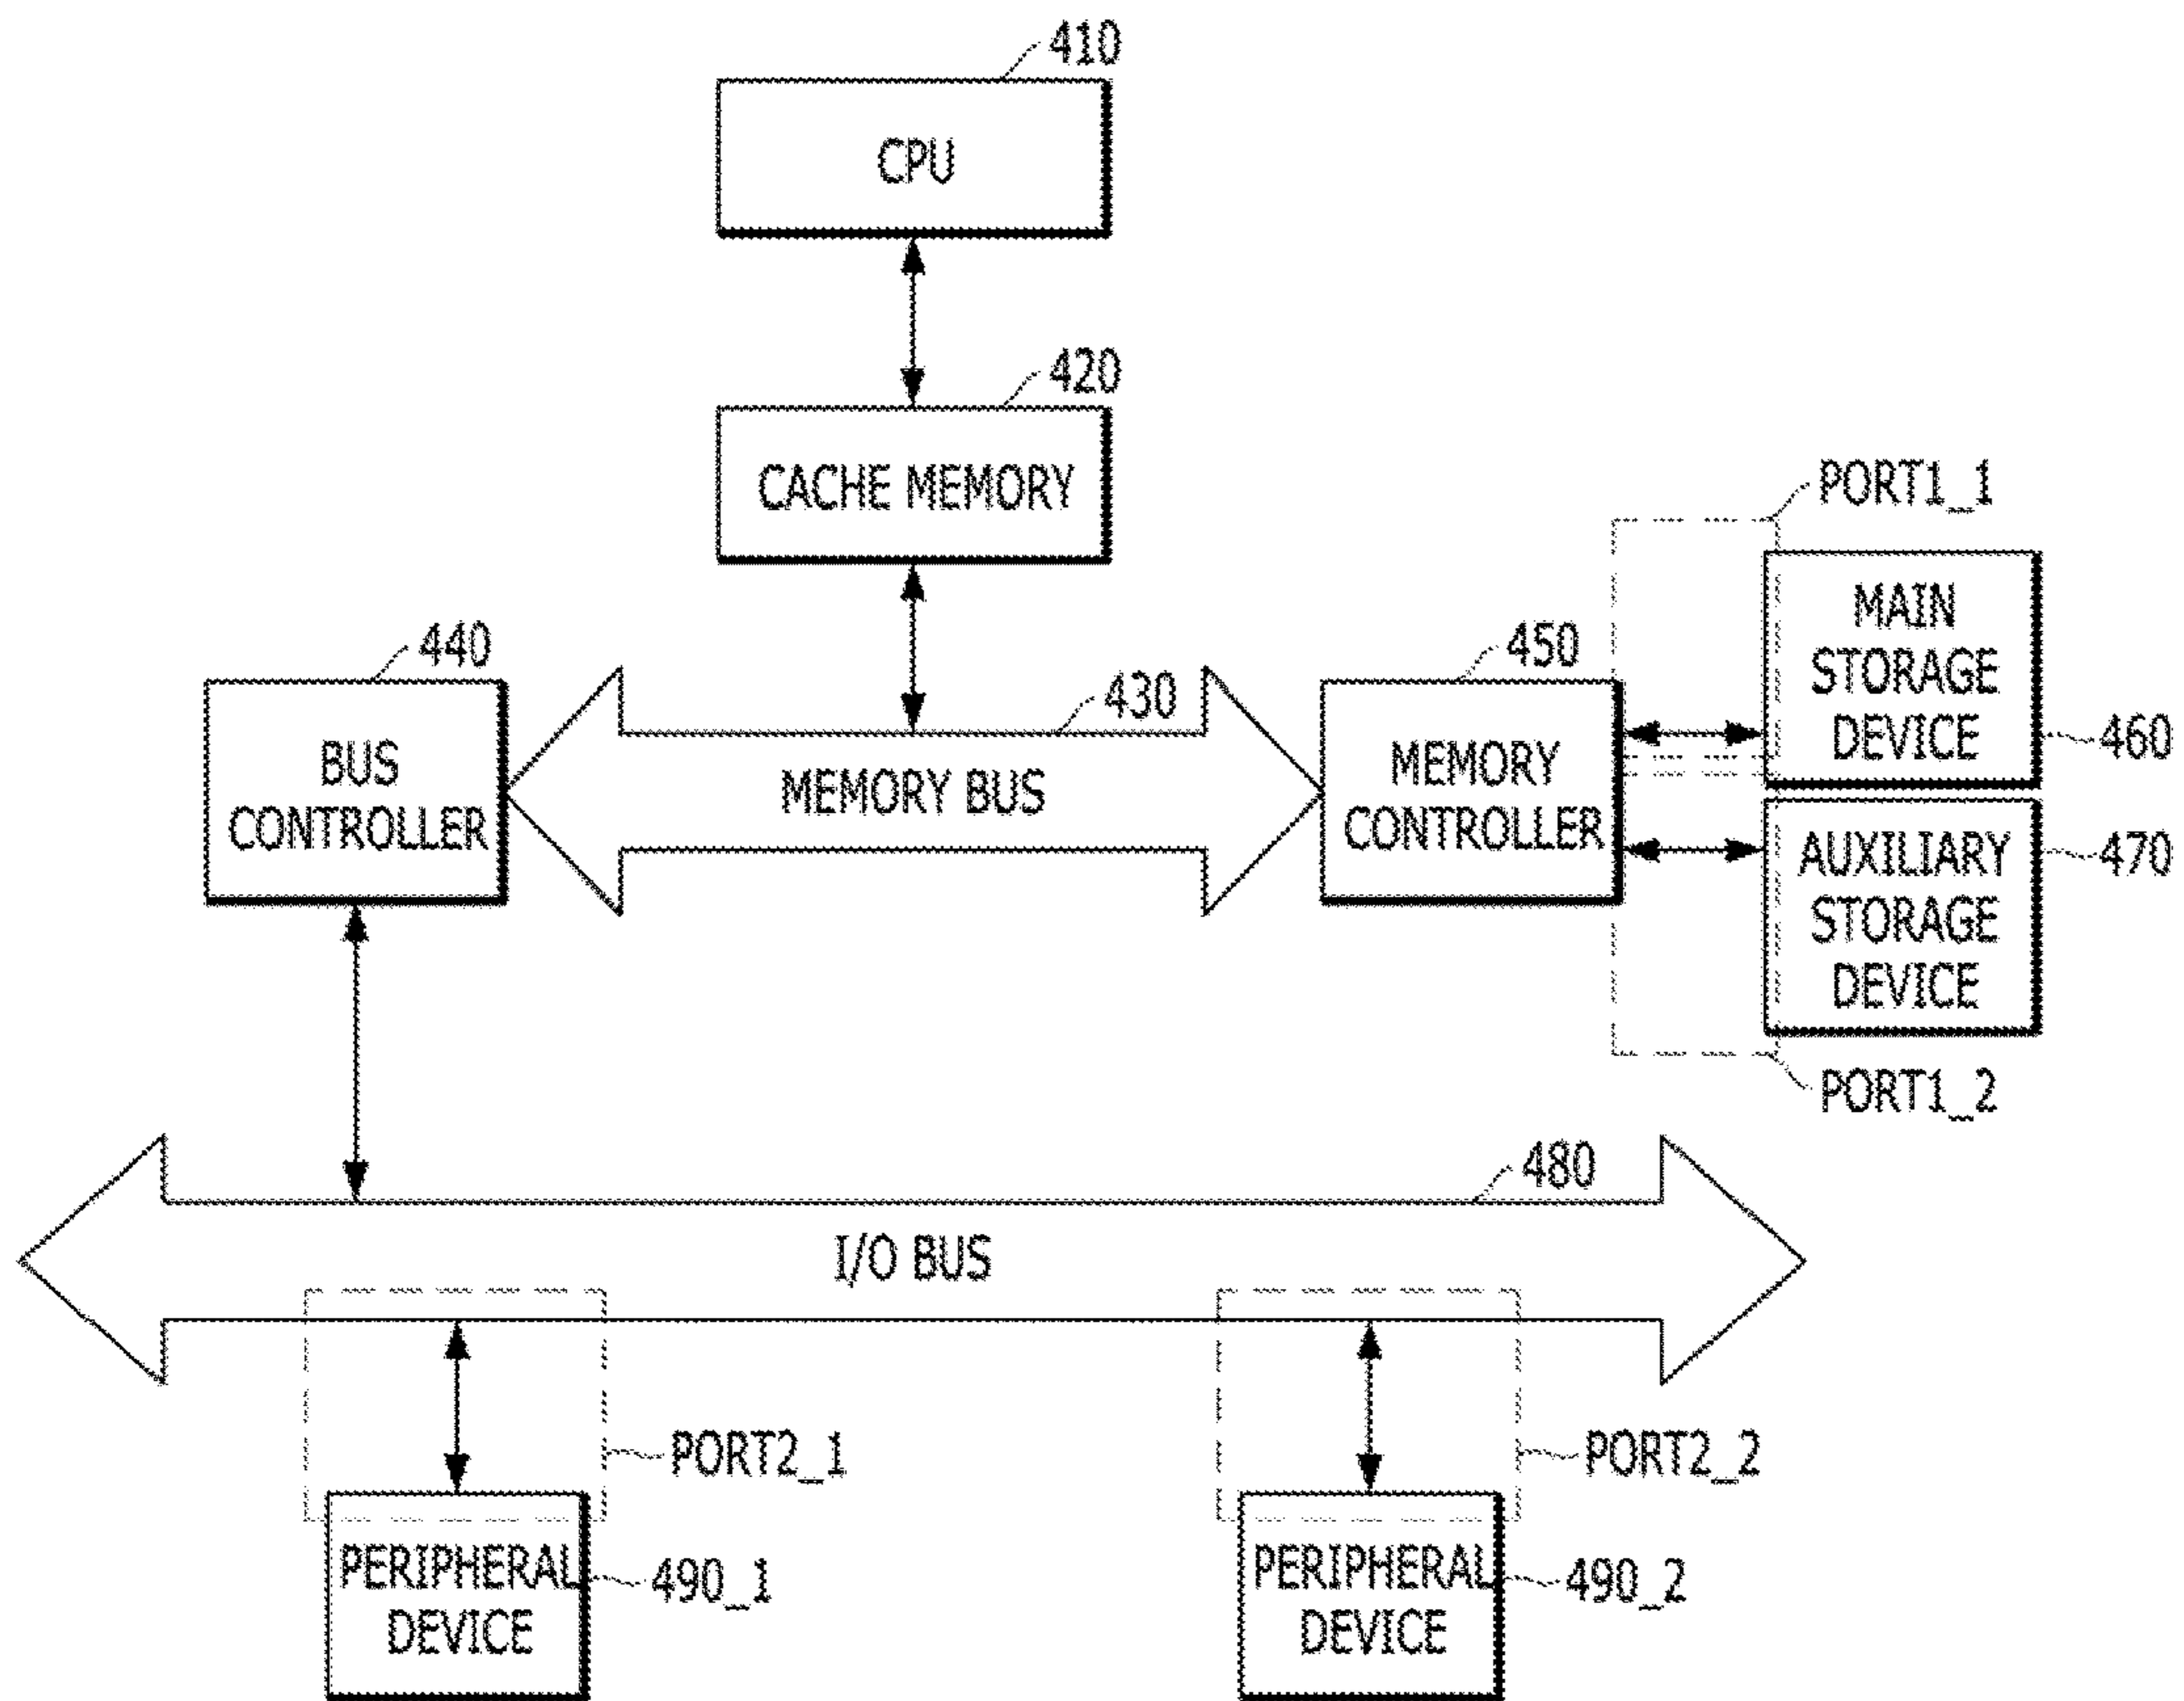 410
CPU
420
CACHE MEMORY
PORT1_1
440
430
450
MAIN
STORAGE
DEVICE
460
BUS
CONTROLLER
MEMORY BUS
MEMORY
CONTROLLER
AUXILIARY
STORAGE
DEVICE
470
PORT1_2
480
I/O BUS
PORT2_1
PORT2_2
PERIPHERAL
DEVICE
490_1
PERIPHERAL
DEVICE
490_2